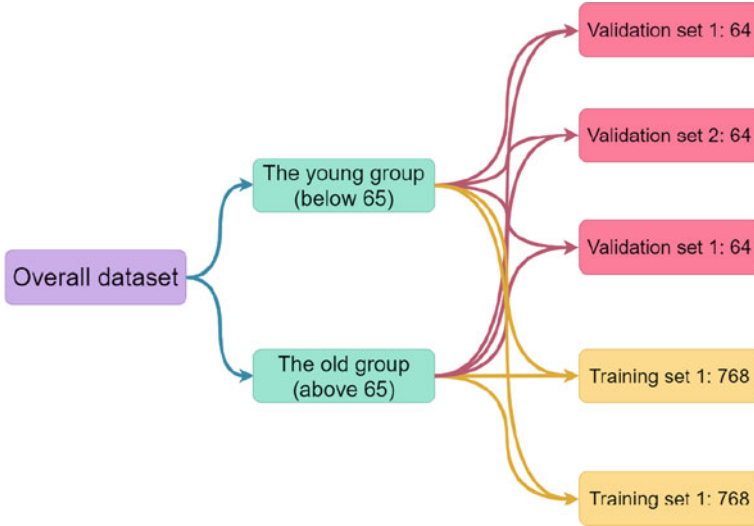 Validation set 1: 64
Validation set 2: 64
The young group
(below 65)
Validation set 1: 64
Overall dataset
The old group
(above 65)
Training set 1: 768
Training set 1: 768